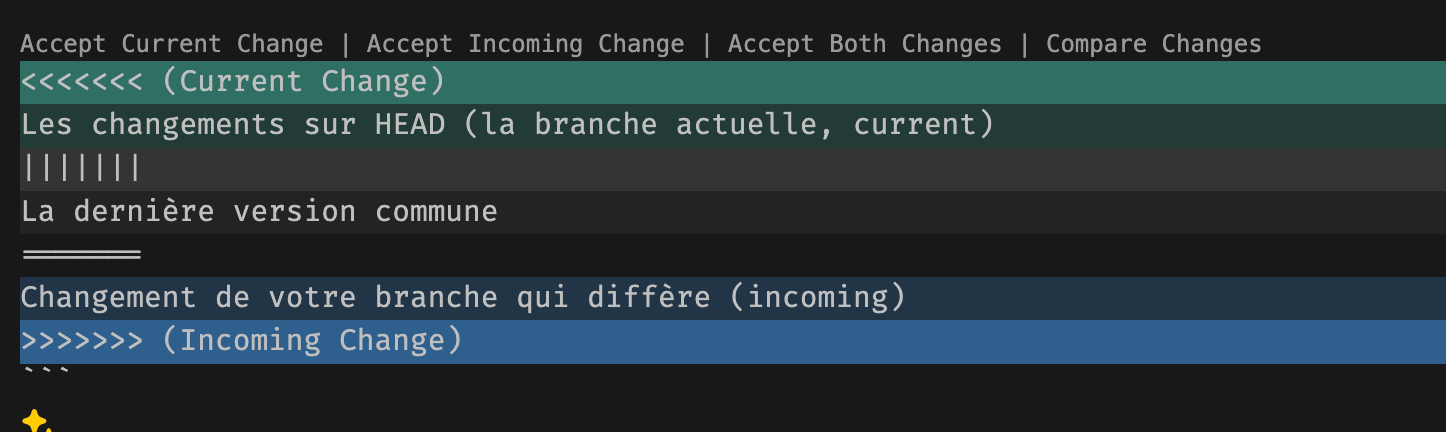 Accept Current Change | Accept Incoming Change | Accept Both Changes | Compare Changes
<<<<<<< (Current Change)
Les changements sur HEAD (la branche actuelle, current)
|||||||
La dernière version commune
=======
Changement de votre branche qui diffère (incoming)
>>>>>>> (Incoming Change)
```